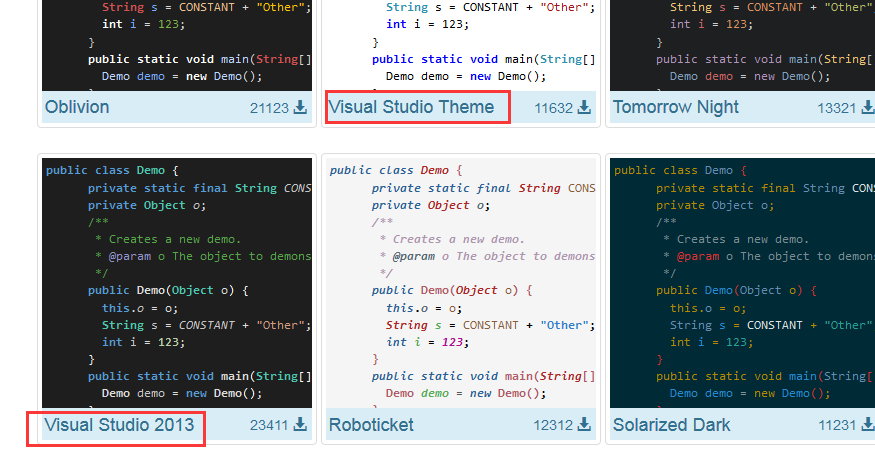 String s = CONSTANT + "Other";
int i = 123;
}
public static void main(String[]
Demo demo = new Demo();
Oblivion 21123
String s = CONSTANT + "Other";
int i = 123;
}
public static void main(String[]
Demo demo = new Demo();
Visual Studio Theme 11632
String s = CONSTANT + "Other"
int i = 123;
}
public static void main(String[
Demo demo = new Demo();
Tomorrow Night 13321
public class Demo {
private static final String CONS
private Object o;
/**
* Creates a new demo.
* @param o The object to demons
*/
public Demo(Object o) {
this.o = o;
String s = CONSTANT + "Other";
int i = 123;
}
public static void main(String[]
Demo demo = new Demo();
Visual Studio 2013 23411
public class Demo {
private static final String CONS
private Object o;
/**
* Creates a new demo.
* @param o The object to demons
*/
public Demo(Object o) {
this.o = o;
String s = CONSTANT + "Other";
int i = 123;
}
public static void main(String[]
Demo demo = new Demo();
Roboticket 12312
public class Demo {
private static final String CON
private Object o;
/**
* Creates a new demo.
* @param o The object to demon
*/
public Demo(Object o) {
this.o = o;
String s = CONSTANT + "Other"
int i = 123;
}
public static void main(String[
Demo demo = new Demo();
Solarized Dark 11231